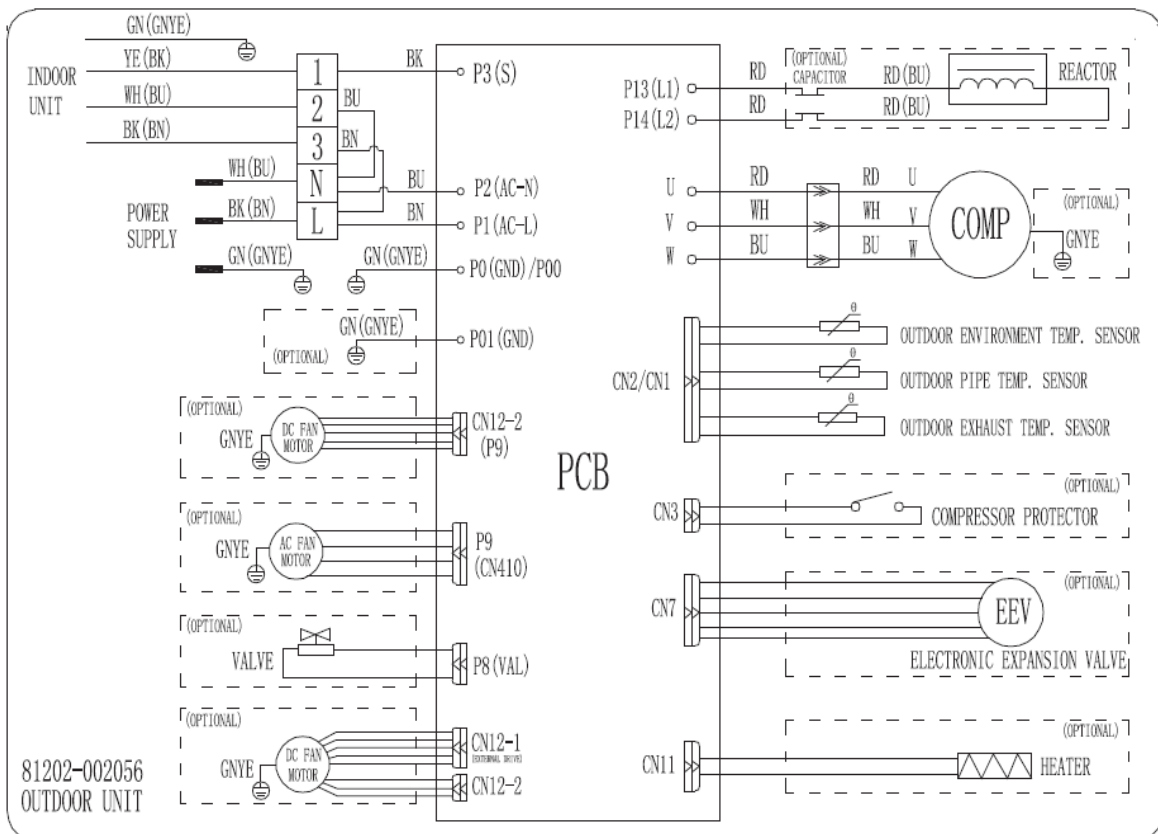 GN(GNYE)
INDOOR
UNIT
YE(BK)
WH(BU)
BK(BN)
1
2
3
N
L
BK
BU
BN
BU
BN
WH(BU)
BK(BN)
POWER
SUPPLY
GN(GNYE)
GN(GNYE)
P3(S)
P2(AC-N)
P1(AC-L)
P0(GND)/P00
GN(GNYE)
(OPTIONAL)
P01(GND)
(OPTIONAL)
GNYE
DC FAN
MOTOR
CN12-2
(P9)
(OPTIONAL)
GNYE
AC FAN
MOTOR
P9
(CN410)
(OPTIONAL)
VALVE
P8(VAL)
(OPTIONAL)
GNYE
DC FAN
MOTOR
CN12-1
(EXTERNAL DRIVE)
CN12-2
81202-002056
OUTDOOR UNIT
PCB
P13(L1)
P14(L2)
RD
RD
(OPTIONAL)
CAPACITOR
RD(BU)
RD(BU)
REACTOR
U
V
W
RD
WH
BU
RD
WH
BU
U
V
W
COMP
(OPTIONAL)
GNYE
CN2/CN1
θ
OUTDOOR ENVIRONMENT TEMP. SENSOR
θ
OUTDOOR PIPE TEMP. SENSOR
θ
OUTDOOR EXHAUST TEMP. SENSOR
CN3
(OPTIONAL)
COMPRESSOR PROTECTOR
CN7
(OPTIONAL)
EEV
ELECTRONIC EXPANSION VALVE
CN11
(OPTIONAL)
HEATER